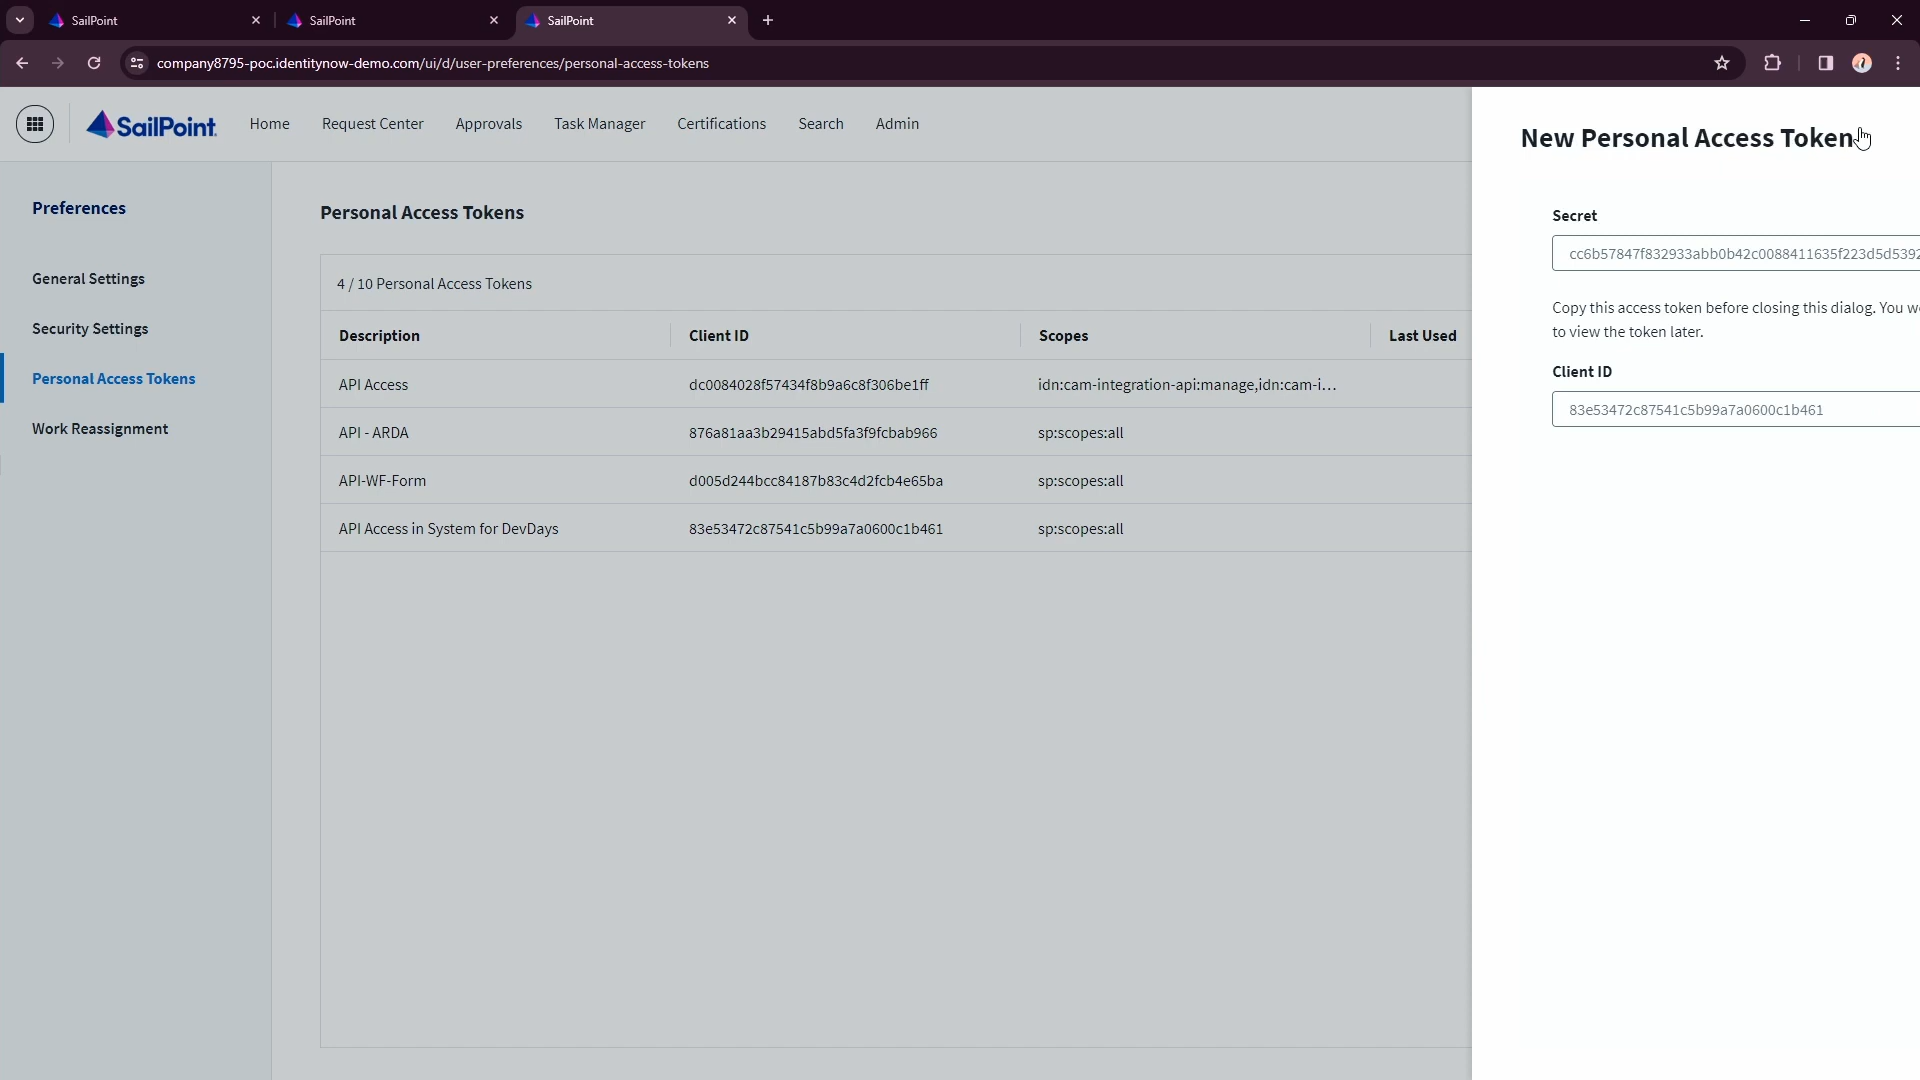 SailPoint
SailPoint
SailPoint
company8795-poc.identitynow-demo.com/ui/d/user-preferences/personal-access-tokens
SailPoint
Home
Request Center
Approvals
Task Manager
Certifications
Search
Admin
Preferences
General Settings
Security Settings
Personal Access Tokens
Work Reassignment
Personal Access Tokens
4 / 10 Personal Access Tokens
Description Client ID Scopes Last Used
API Access dc0084028f57434f8b9a6c8f306be1ff idn:cam-integration-api:manage,idn:cam-i...
API - ARDA 876a81aa3b29415abd5fa3f9fcbab966 sp:scopes:all
API-WF-Form d005d244bcc84187b83c4d2fcb4e65ba sp:scopes:all
API Access in System for DevDays 83e53472c87541c5b99a7a0600c1b461 sp:scopes:all
New Personal Access Token
Secret
cc6b57847f832933abb0b42c0088411635f223d5d5392
Copy this access token before closing this dialog. You w
to view the token later.
Client ID
83e53472c87541c5b99a7a0600c1b461